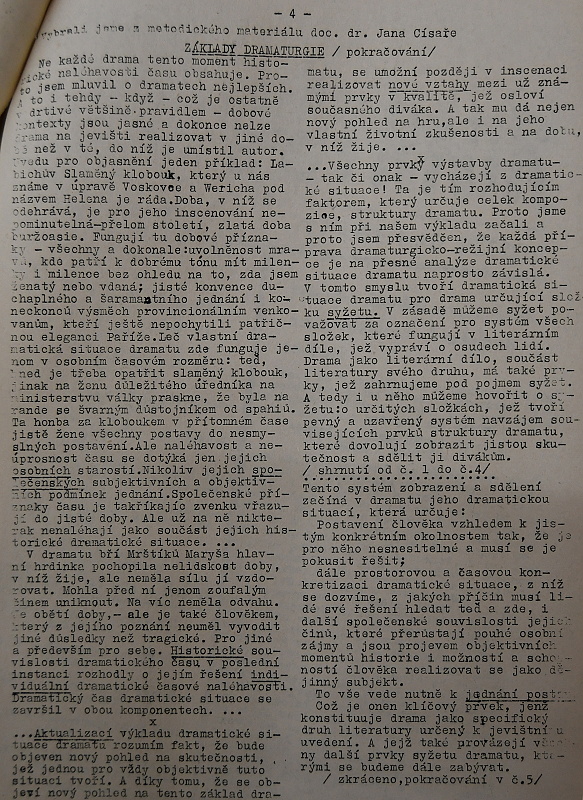 - 4 -
vybrali jsme z metodického materiálu doc. dr. Jana Císaře
ZÁKLADY DRAMATURGIE / pokračování/
Ne každé drama tento moment histo-
rické naléhavosti času obsahuje. Pro-
to jsem mluvil o dramatech nejlepších.
A to i tehdy - když - což je ostatně
v drtivé většině pravidlem - dobové
kontexty jsou jasné a dokonce nelze
drama na jevišti realizovat v jiné do-
bě než v té, do níž je umístil autor.
Uvedu pro objasnění jeden příklad: La-
bichův Slaměný klobouk, který u nás
známe v úpravě Voskovce a Wericha pod
názvem Helena je ráda.Doba, v níž se
odehrává, je pro jeho inscenování ne-
pominutelná-přelom století, zlatá doba
buržoasie. Fungují tu dobové přízna-
ky - všechny a dokonale:uvolněnost mra-
vů, kde patří k dobrému tónu mít milen-
ky i milence bez ohledu na to, zda jsem
ženatý nebo vdaná; jisté konvence du-
chaplného a šaramantního jednání i ko-
neckonců výsměch provincionálním venko-
vanům, kteří ještě nepochytili patřič-
nou eleganci Paříže.Leč vlastní dra-
matická situace dramatu zde funguje je-
nom v osobním časovém rozměru: teď,
hned je třeba opatřit slaměný klobouk,
jinak na ženu důležitého úředníka na
ministerstvu války praskne, že byla na
rande se švarným důstojníkem od spahiů.
Ta honba za kloboukem v přítomném čase
jistě žene všechny postavy do nesmy-
slných postavení.Ale naléhavost a ne-
úprosnost času se dotýká jen jejich
osobních starostí.Nikoliv jejich spo-
lečenských subjektivních a objektiv-
ních podmínek jednání.Společenské pří-
znaky času je takříkajíc zvenku vřazu-
jí do jisté doby. Ale už na ně nikte-
rak nenaléhají jako součást jejich his-
torické dramatické situace. ...
V dramatu bří Mrštíků Maryša hlav-
ní hrdinka pochopila nelidskost doby,
v níž žije, ale neměla sílu jí vzdo-
rovat. Mohla před ní jenom zoufalým
činem uniknout. Na víc neměla odvahu.
Je obětí doby,- ale je také člověkem,
který z jejího poznání neuměl vyvodit
jiné důsledky než tragické. Pro jiné
a především pro sebe. Historické sou-
vislosti dramatického času v poslední
instanci rozhodly o jejím řešení indi-
viduální dramatické časové naléhavosti.
Dramatický čas dramatické situace se
završil v obou komponentech. ...
x
...Aktualizací výkladu dramatické si-
tuace dramatu rozumím fakt, že bude
objeven nový pohled na skutečnosti,
jež jednou pro vždy objektivně tuto
situaci tvoří. A díky tomu, že se ob-
jeví nový pohled na tento základ dra-
matu, se umožní později v inscenaci
realizovat nové vztahy mezi už zná-
mými prvky v kvalitě, jež osloví
současného diváka. A tak mu dá nejen
nový pohled na hru,ale i na jeho
vlastní životní zkušenosti a na dobu,
v níž žije. ...
...Všechny prvky výstavby dramatu-
- tak či onak - vycházejí z dramatic-
ké situace! Ta je tím rozhodujícím
faktorem, který určuje celek kompo-
zice, struktury dramatu. Proto jsme
s ním při našem výkladu začali a
proto jsem přesvědčen, že každá pří-
prava dramaturgicko-režijní koncep-
ce je na přesné analýze dramatické
situace dramatu naprosto závislá.
V tomto smyslu tvoří dramatická si-
tuace dramatu pro drama určující slož-
ku syžetu. V zásadě můžeme syžet po-
važovat za označení pro systém všech
složek, které fungují v literárním
díle, jež vypráví o osudech lidí.
Drama jako literární dílo, součást
literatury svého druhu, má také prv-
ky, jež zahrnujeme pod pojmem syžet.
A tedy i u něho můžeme hovořit o sy-
žetu:o určitých složkách, jež tvoří
pevný a uzavřený systém navzájem sou-
visejících prvků struktury dramatu,
které dovolují zobrazit jistou sku-
tečnost a sdělit ji divákům.
/ shrnutí od č. 1 do č.4/
Tento systém zobrazení a sdělení
začíná v dramatu jeho dramatickou
situací, která určuje:
Postavení člověka vzhledem k jis-
tým konkrétním okolnostem tak, že je
pro něho nesnesitelné a musí se je
pokusit řešit;
dále prostorovou a časovou kon-
kretizaci dramatické situace, z níž
se dozvíme, z jakých příčin musí li-
dé své řešení hledat teď a zde, i
další společenské souvislosti jejich
činů, které přerůstají pouhé osobní
zájmy a jsou projevem objektivních
momentů historie i možností a schop-
ností člověka realizovat se jako dě-
jinný subjekt.
To vše vede nutně k jednání postav.
Což je onen klíčový prvek, jenž
konstituuje drama jako specifický
druh literatury určený k jevištnímu
uvedení. A jejž také provázejí všech-
ny další prvky syžetu dramatu, kte-
rými se budeme dále zabývat.
/ zkráceno,pokračování v č.5/